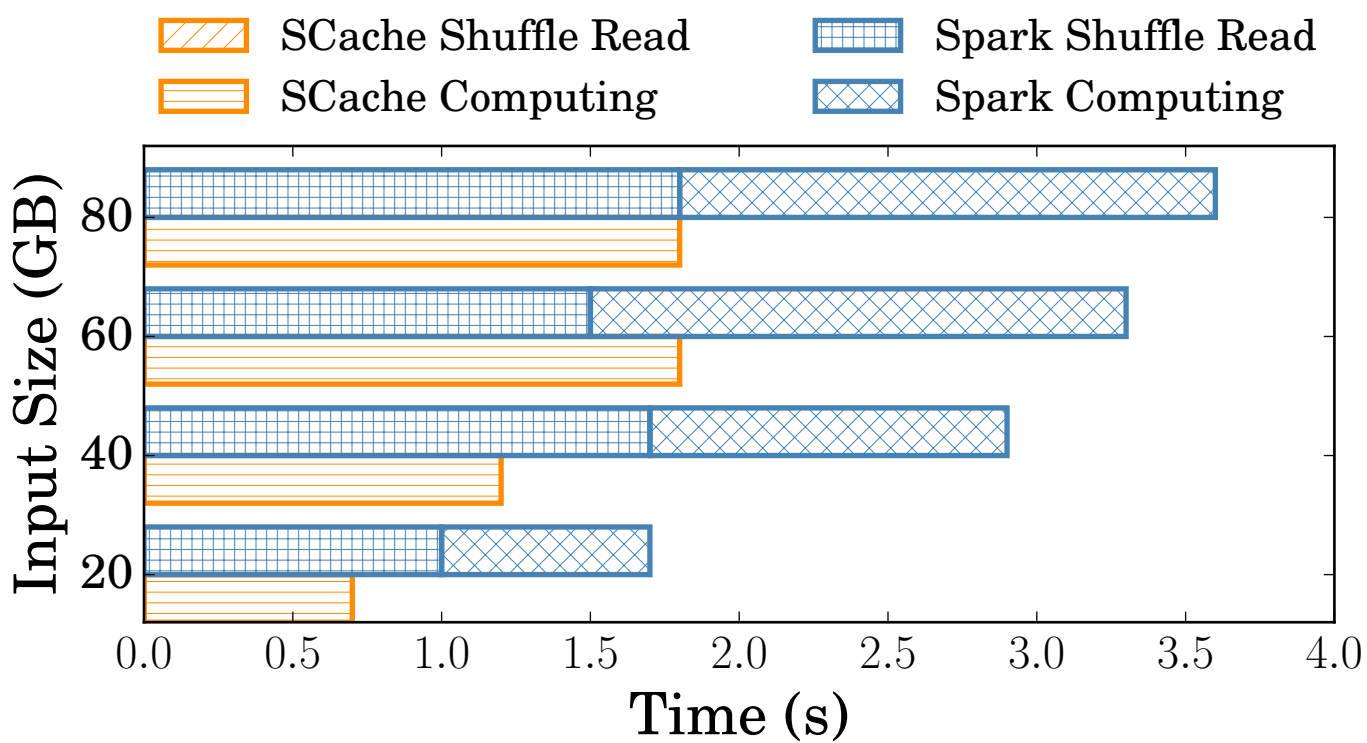 SCache Shuffle Read
Spark Shuffle Read
SCache Computing
Spark Computing
Input Size (GB)
80
60
40
20
0.0 0.5 1.0 1.5 2.0 2.5 3.0 3.5 4.0
Time (s)